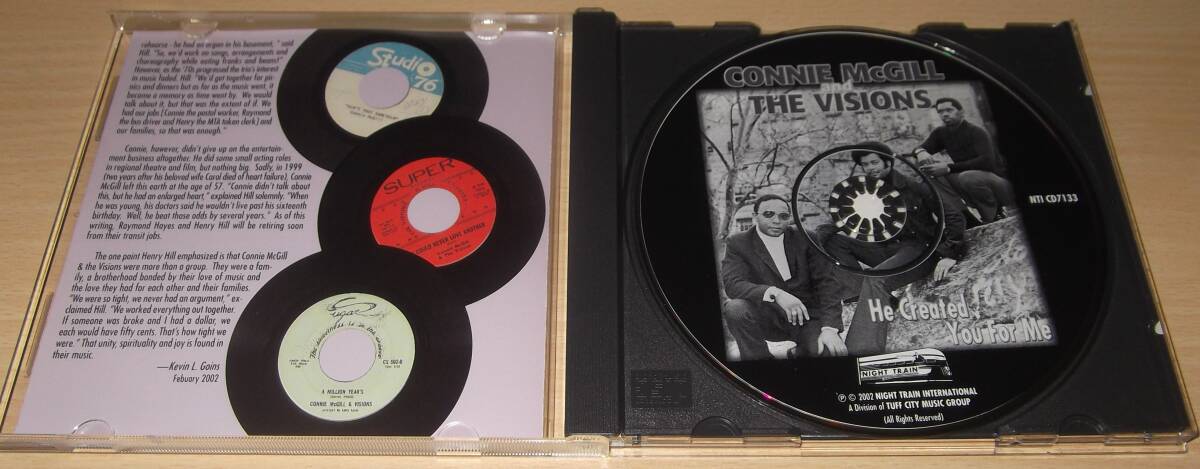 rehearse - he had an organ in his basement," said
Hill. "So, we'd work on songs, arrangements and
choreography while eating franks and beans!"
However, as the '70s progressed the trio's interest
in music faded. Hill: "We'd get together for pic
nics and dinners but as far as the music went, it
became a memory as time went by. We would
talk about it, but that was the extent of it. We
had our jobs (Connie the postal worker, Raymond
the bus driver and Henry the MTA token clerk) and
our families, so that was enough."
Connie, however, didn't give up on the entertain-
ment business altogether. He did some small acting roles
in regional theatre and film, but nothing big. Sadly, in 1999
(two years after his beloved wife Carol died of heart failure), Connie
McGill left this earth at the age of 57. "Connie didn't talk about
this, but he had an enlarged heart," explained Hill solemnly. "When
he was young, his doctors said he wouldn't live past his sixteenth
birthday. Well, he beat those odds by several years." As of this
writing, Raymond Hayes and Henry Hill will be retiring soon
from their transit jobs.
The one point Henry Hill emphasized is that Connie McGill
& the Visions were more than a group. They were a fam-
ily, a brotherhood bonded by their love of music and
the love they had for each other and their families.
"We were so tight, we never had an argument," ex-
claimed Hill. "We worked everything out together.
If someone was broke and I had a dollar, we
each would have fifty cents. That's how tight we
were." That unity, spirituality and joy is found in
their music.
—Kevin L. Goins
Febuary 2002
Studio
76
SUPER
COULD NEVER LOVE ANOTHER
Sugar
The sweetness is in the groove
CL 502-B
A MILLION YEAR'S
CONNIE McGILL & VISIONS
CONNIE McGILL
and
THE VISIONS
NTI CD7133
He Created
You For Me
NIGHT TRAIN
℗ © 2002 NIGHT TRAIN INTERNATIONAL
A Division of TUFF CITY MUSIC GROUP
(All Rights Reserved)